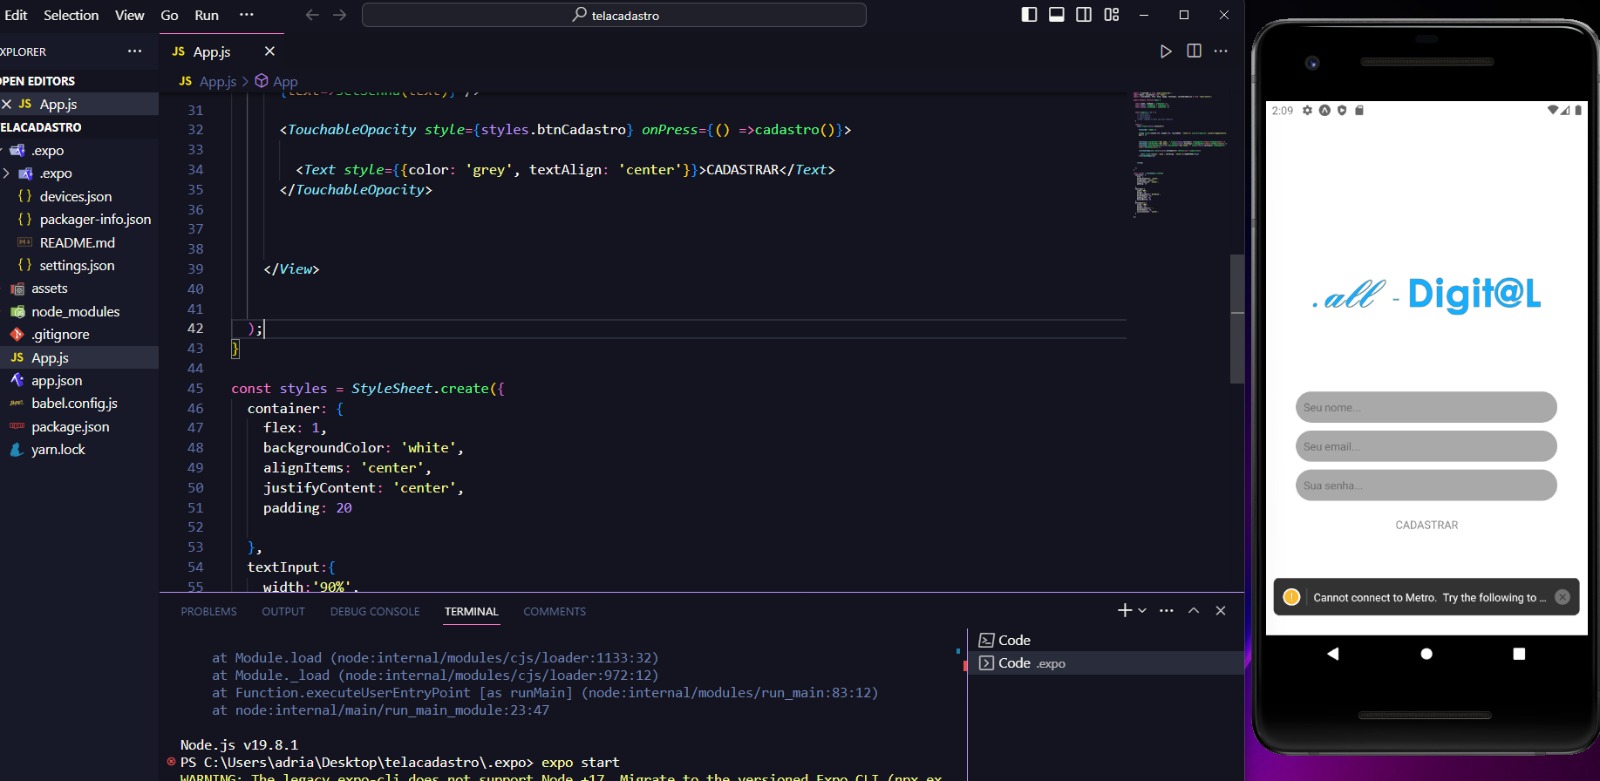 Edit Selection View Go Run ···
telacadastro
XPLORER ···
OPEN EDITORS
JS App.js
TELACADASTRO
.expo
.expo
{ } devices.json
{ } packager-info.json
README.md
{ } settings.json
assets
node_modules
.gitignore
JS App.js
app.json
babel.config.js
package.json
yarn.lock
JS App.js
JS App.js > App
31
32 <TouchableOpacity style={styles.btnCadastro} onPress={() =>cadastro()}>
33
34 <Text style={{color: 'grey', textAlign: 'center'}}>CADASTRAR</Text>
35 </TouchableOpacity>
36
37
38
39 </View>
40
41
42 );
43 }
44
45 const styles = StyleSheet.create({
46 container: {
47 flex: 1,
48 backgroundColor: 'white',
49 alignItems: 'center',
50 justifyContent: 'center',
51 padding: 20
52
53 },
54 textInput:{
55 width:'90%',
PROBLEMS OUTPUT DEBUG CONSOLE TERMINAL COMMENTS
at Module.load (node:internal/modules/cjs/loader:1133:32)
at Module._load (node:internal/modules/cjs/loader:972:12)
at Function.executeUserEntryPoint [as runMain] (node:internal/modules/run_main:83:12)
at node:internal/main/run_main_module:23:47
Node.js v19.8.1
PS C:\Users\adria\Desktop\telacadastro\.expo> expo start
WARNING: The legacy expo-cli does not support Node +17. Migrate to the versioned Expo CLI (npx ex
Code
Code .expo
2:09
.all - Digit@L
Seu nome...
Seu email...
Sua senha...
CADASTRAR
Cannot connect to Metro. Try the following to ...